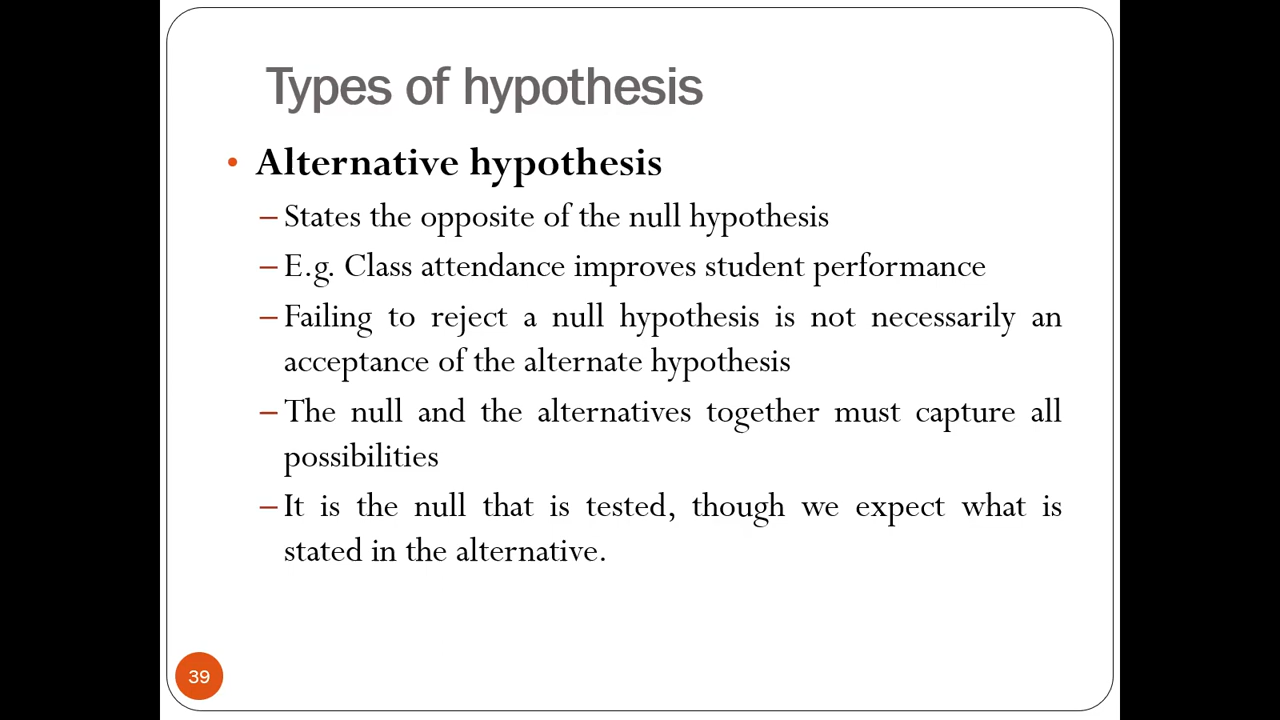 Types of hypothesis
• Alternative hypothesis
– States the opposite of the null hypothesis
– E.g. Class attendance improves student performance
– Failing to reject a null hypothesis is not necessarily an
acceptance of the alternate hypothesis
– The null and the alternatives together must capture all
possibilities
– It is the null that is tested, though we expect what is
stated in the alternative.
39